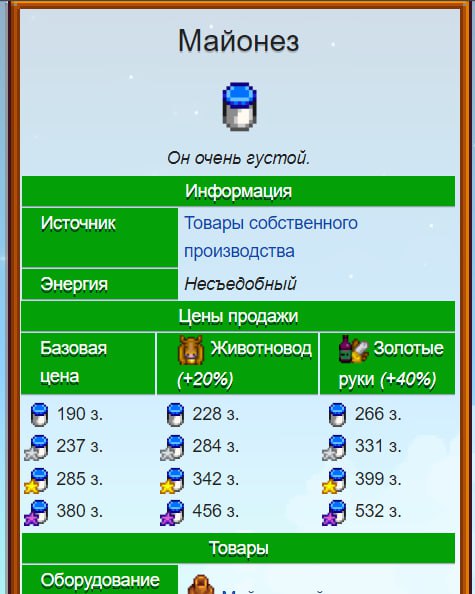 Майонез
Он очень густой.
Информация
Источник
Товары собственного
производства
Энергия
Несъедобный
Цены продажи
Базовая
цена
Животновод
(+20%)
Золотые
руки (+40%)
190 з. 228 з. 266 з.
237 з. 284 з. 331 з.
285 з. 342 з. 399 з.
380 з. 456 з. 532 з.
Товары
Оборудование